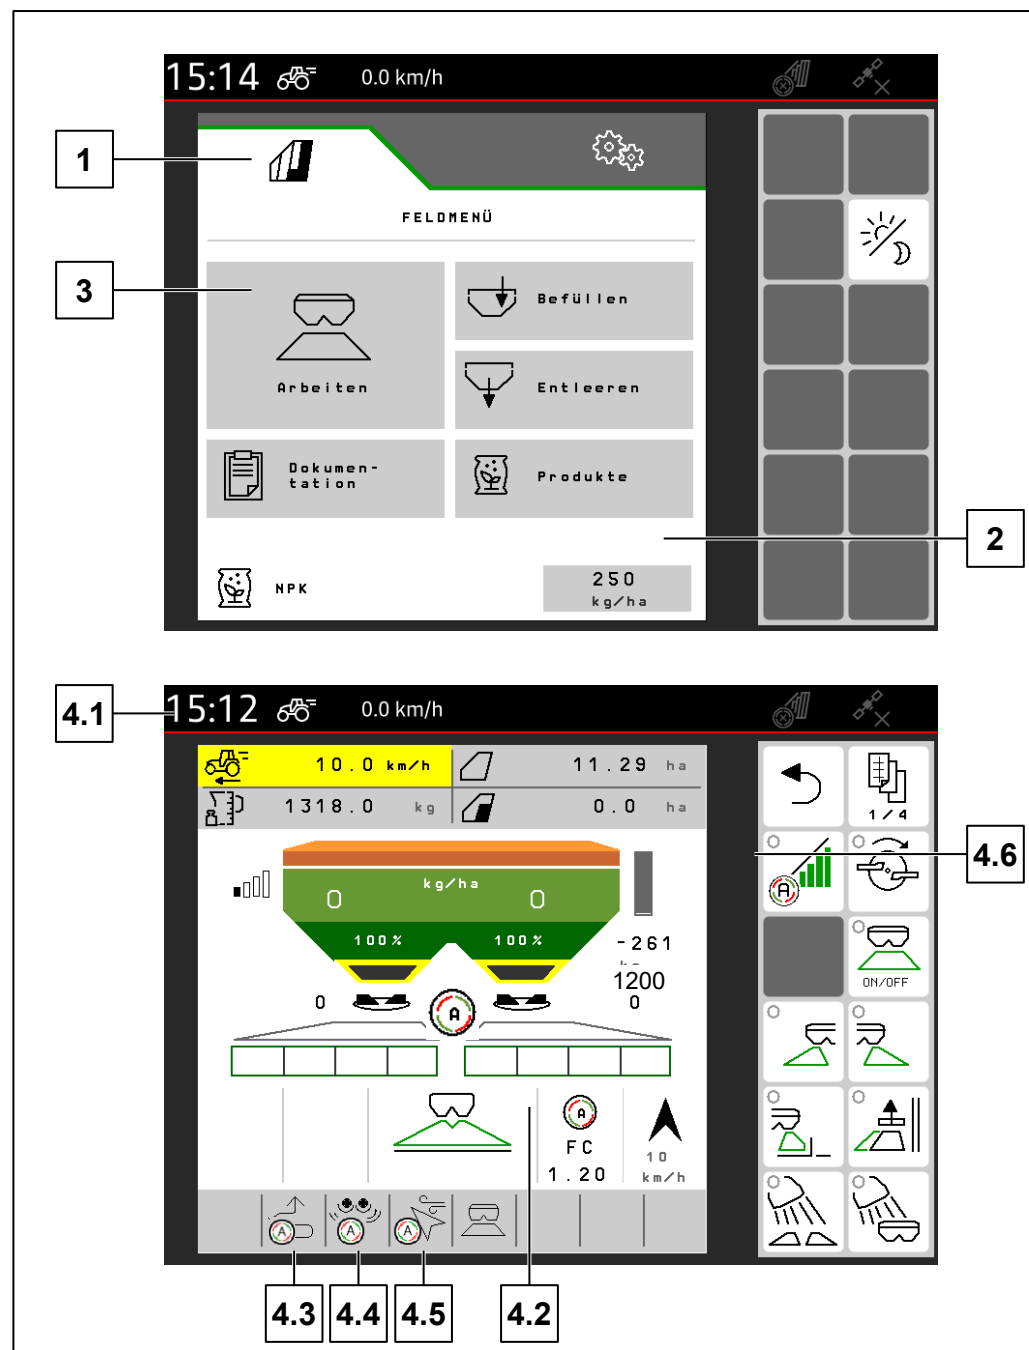 15:14 0.0 km/h
1
FELDMENÜ
3
Befüllen
Arbeiten
Entleeren
Dokumen-
tation
Produkte
2
NPK
250
kg/ha
4.1
15:12 0.0 km/h
10.0 km/h 11.29 ha
1318.0 kg 0.0 ha
1/4
4.6
A
kg/ha
0 0
100% 100%
-261
1200
ON/OFF
0 A 0
A
FC
1.20
10
km/h
A A A
4.3 4.4 4.5 4.2